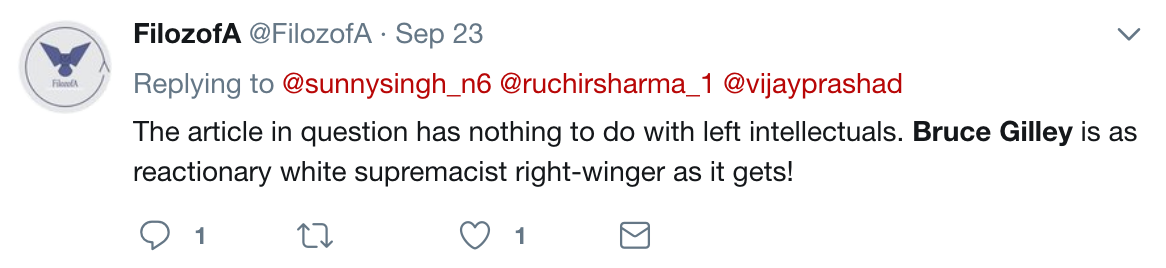 FilozofA @FilozofA · Sep 23
Replying to @sunnysingh_n6 @ruchirsharma_1 @vijayprashad
The article in question has nothing to do with left intellectuals. Bruce Gilley is as
reactionary white supremacist right-winger as it gets!
1 1
FilozofA